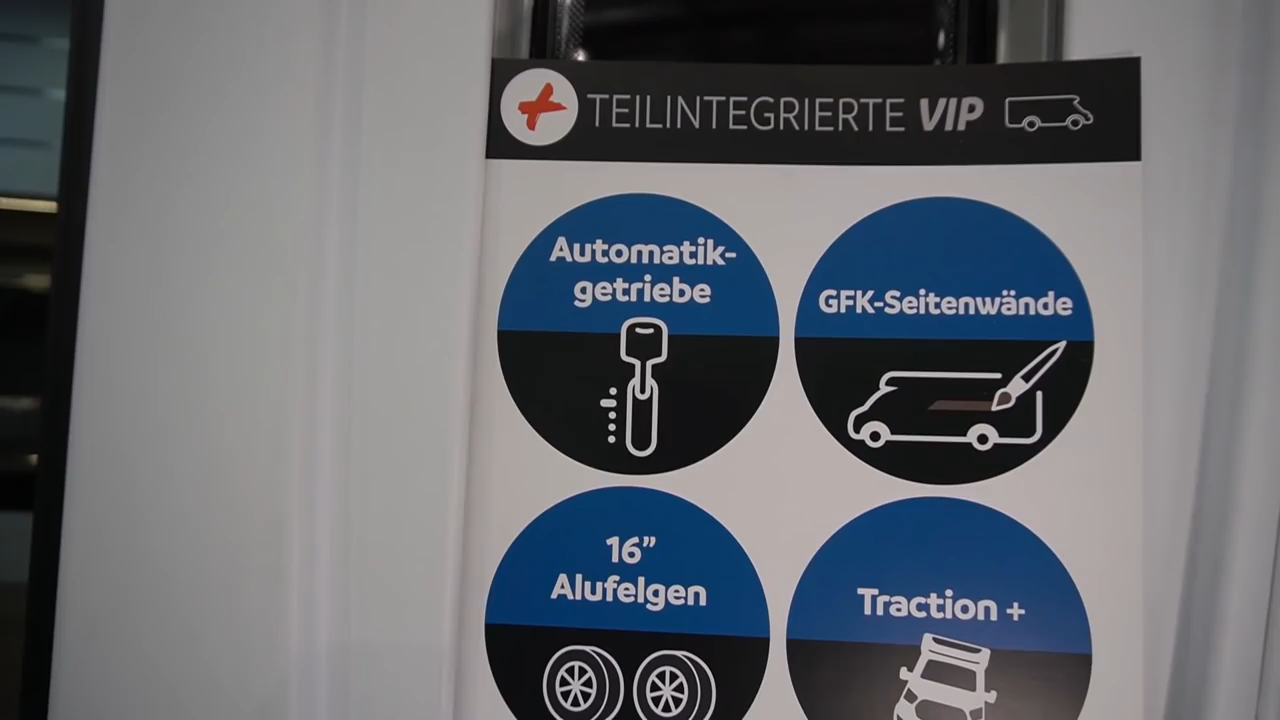 TEILINTEGRIERTE VIP
Automatik-
getriebe
GFK-Seitenwände
16”
Alufelgen
Traction +